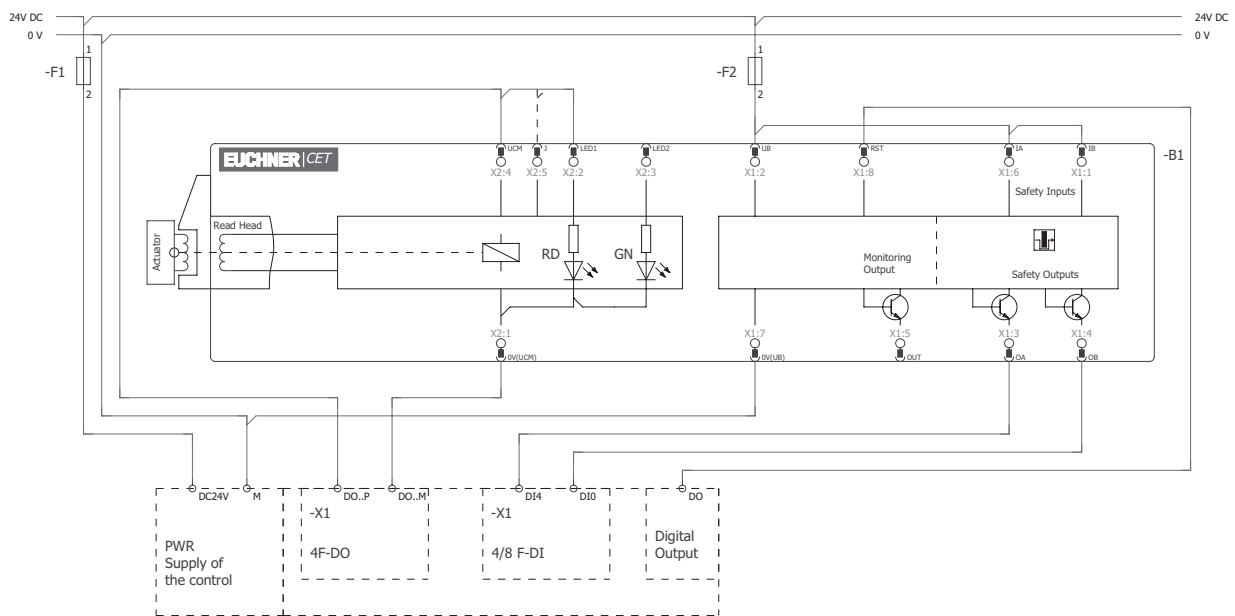 24V DC
24V DC
0 V
0 V
1
1
-F1
-F2
2
2
EUCHNER CET
UCM
J
LED1
LED2
UB
RST
IA
IB
-B1
X2:4
X2:5
X2:2
X2:3
X1:2
X1:8
X1:6
X1:1
Safety Inputs
Read Head
Actuator
RD
GN
Monitoring
Output
Safety Outputs
X2:1
X1:7
X1:5
X1:3
X1:4
0V(UCM)
0V(UB)
OUT
OA
OB
DC24V
M
DO..P
DO..M
DI4
DI0
DO
-X1
-X1
PWR
Supply of
the control
4F-DO
4/8 F-DI
Digital
Output